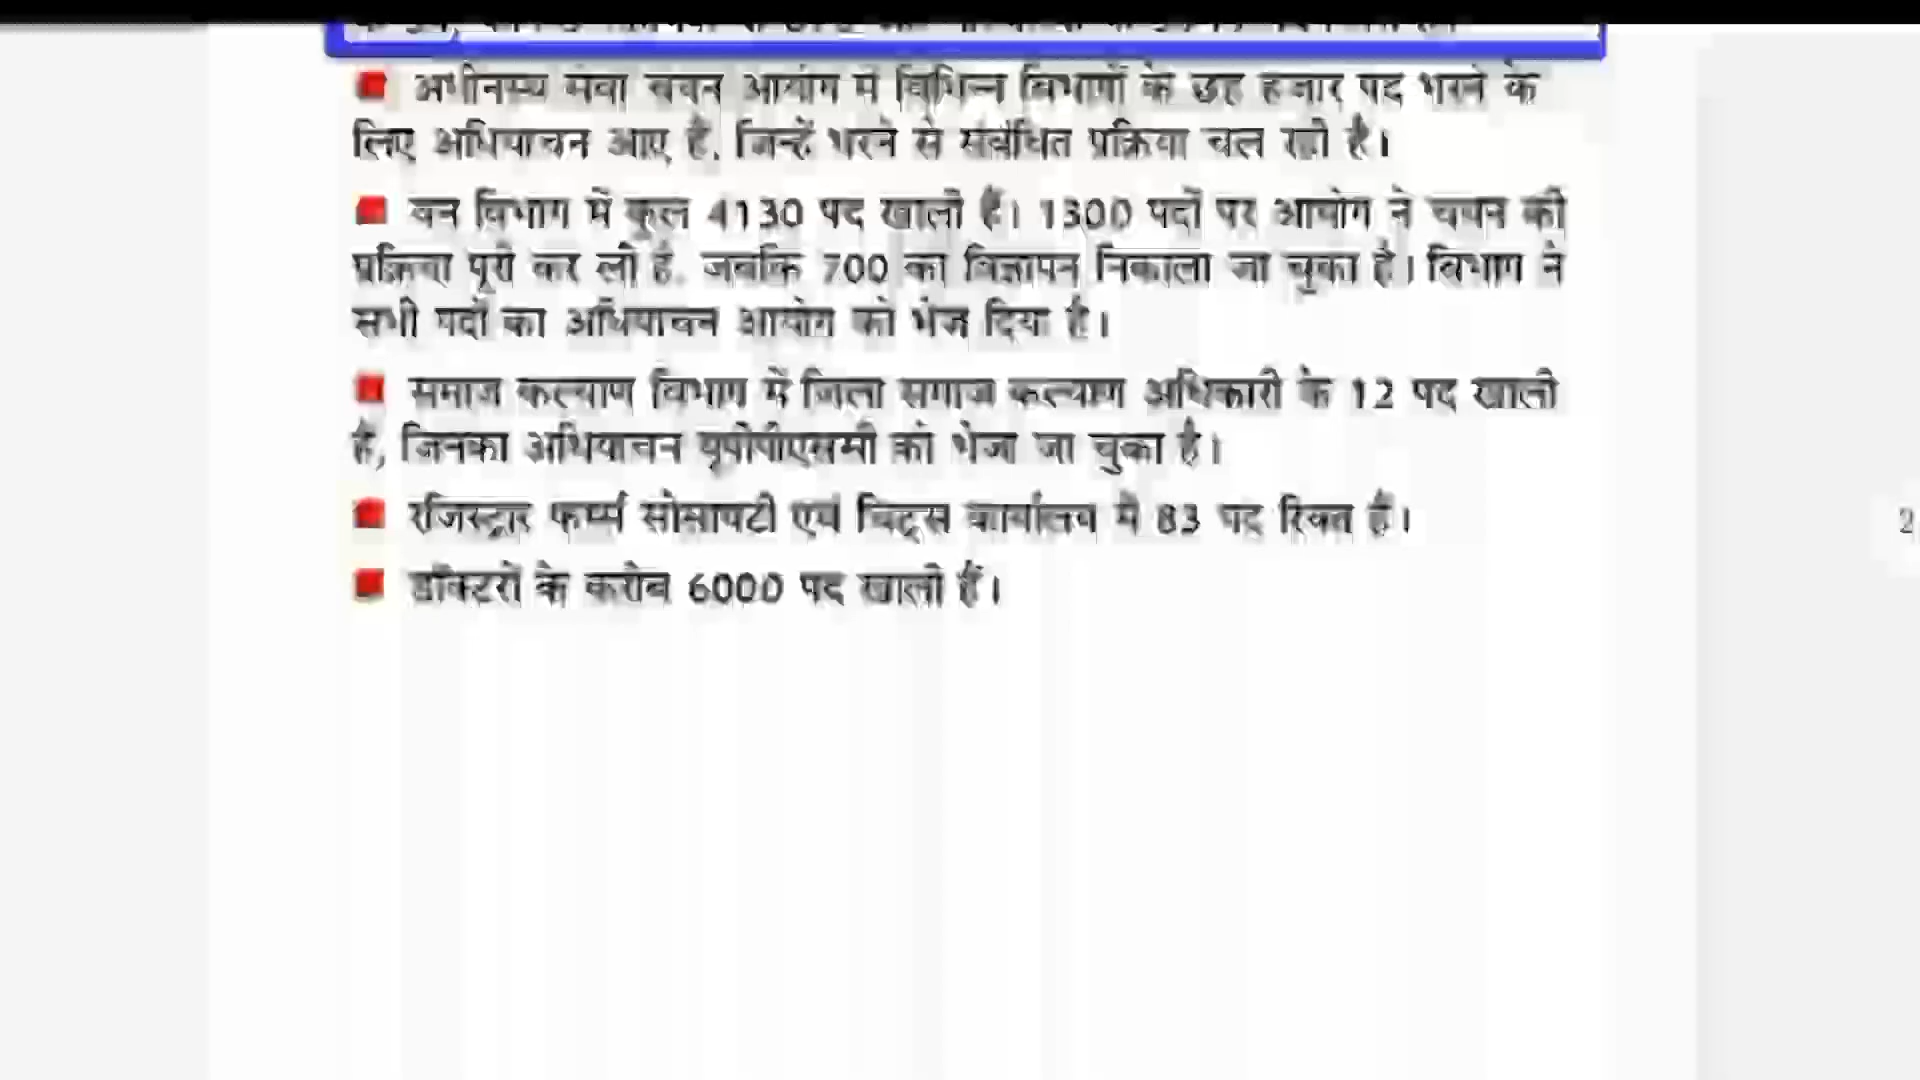 अधीनस्थ सेवा चयन आयोग में विभिन्न विभागों के छह हजार पद भरने के
लिए अधियाचन आए हैं, जिन्हें भरने से संबंधित प्रक्रिया चल रही है।
वन विभाग में कुल 4130 पद खाली हैं। 1300 पदों पर आयोग ने चयन की
प्रक्रिया पूरी कर ली है, जबकि 700 का विज्ञापन निकाला जा चुका है। विभाग ने
सभी पदों का अधियाचन आयोग को भेज दिया है।
समाज कल्याण विभाग में जिला समाज कल्याण अधिकारी के 12 पद खाली
हैं, जिनका अधियाचन यूपीपीएससी को भेजा जा चुका है।
रजिस्ट्रार फर्म्स सोसायटी एवं चिट्स कार्यालय में 83 पद रिक्त हैं।
डॉक्टरों के करीब 6000 पद खाली हैं।
2